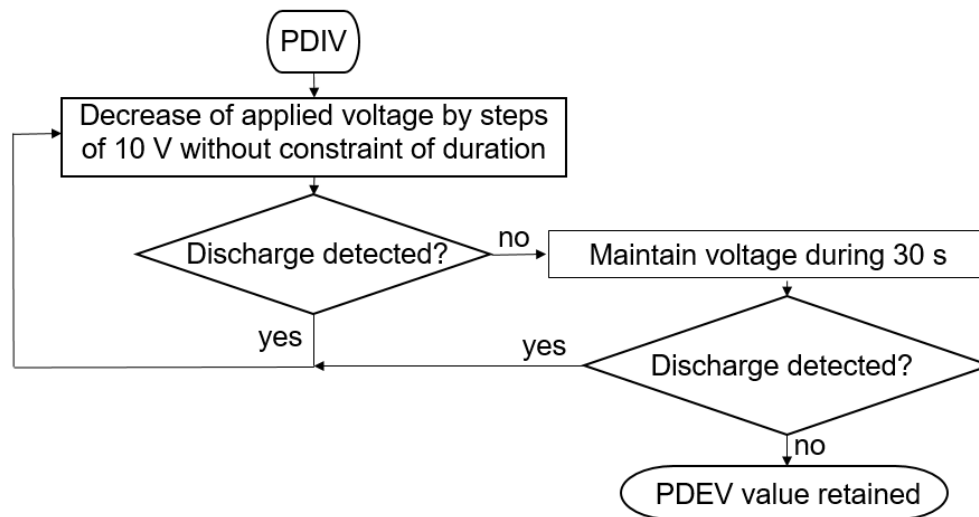 PDIV
Decrease of applied voltage by steps
of 10 V without constraint of duration
Discharge detected?
no
Maintain voltage during 30 s
yes
yes
Discharge detected?
no
PDEV value retained